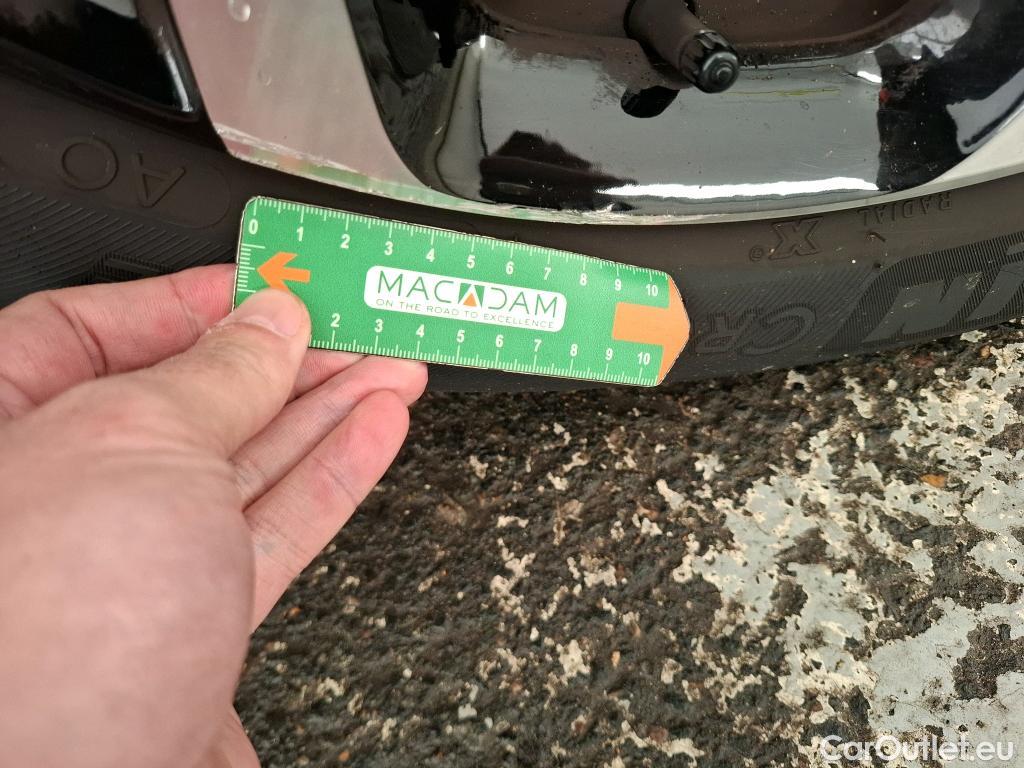 AO
RADIAL
X
0 1 2 3 4 5 6 7 8 9 10
MACADAM
ON THE ROAD TO EXCELLENCE
2 3 4 5 6 7 8 9 10
CarOutlet.eu